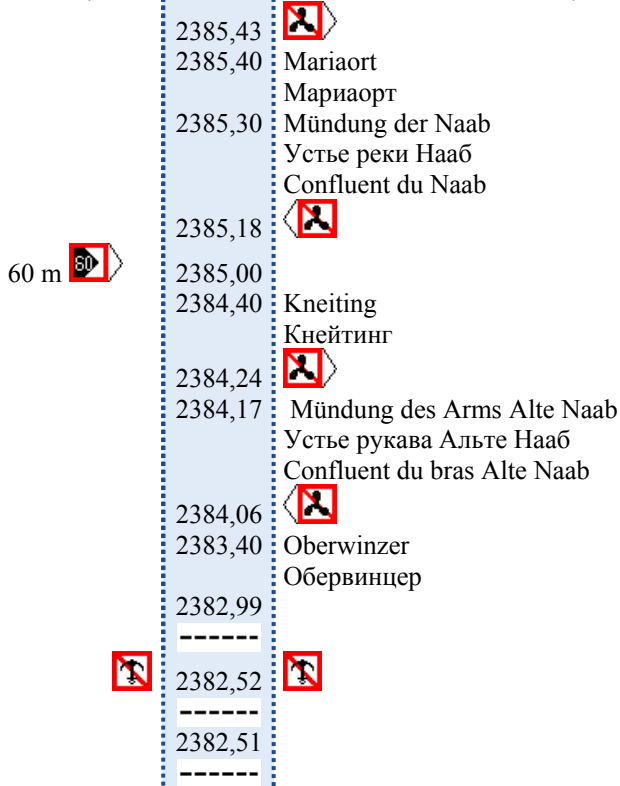 2385,43
2385,40 Mariaort
Мариаорт
2385,30 Mündung der Naab
Устье реки Нааб
Confluent du Naab
2385,18
60 m 60 2385,00
2384,40 Kneiting
Кнейтинг
2384,24
2384,17 Mündung des Arms Alte Naab
Устье рукава Альте Нааб
Confluent du bras Alte Naab
2384,06
2383,40 Oberwinzer
Обервинцер
2382,99
------
2382,52
------
2382,51
------